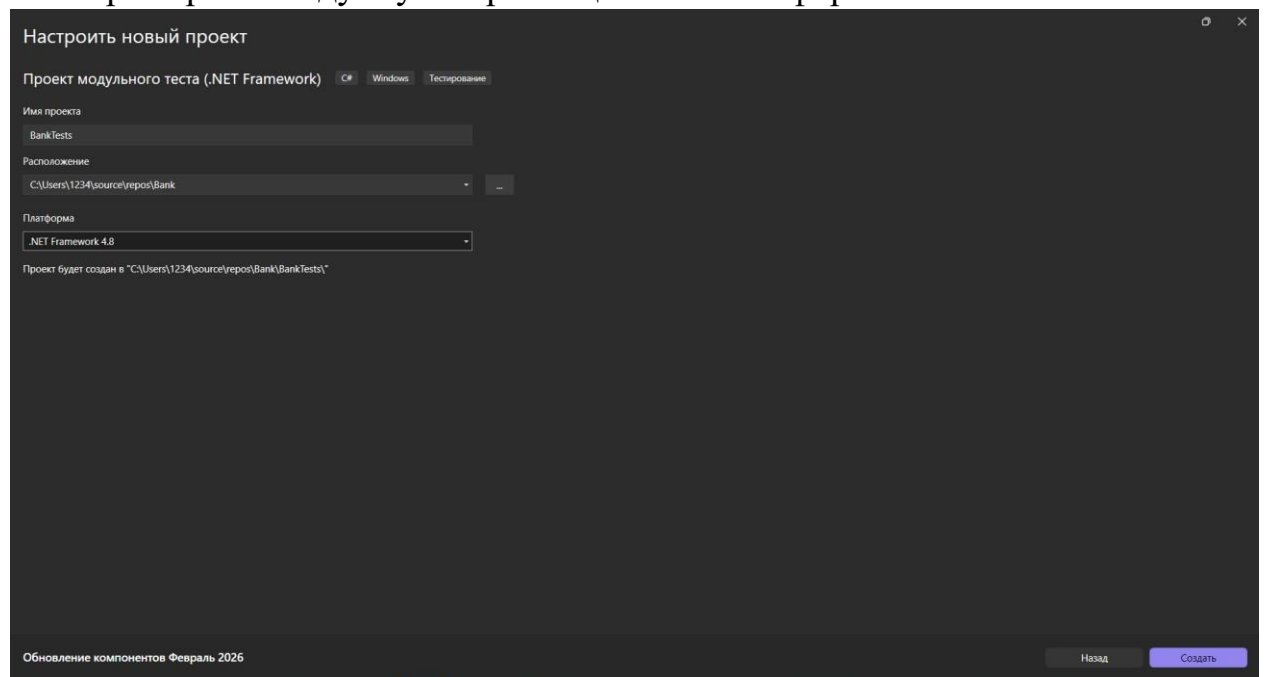 Настроить новый проект
Проект модульного теста (.NET Framework) C# Windows Тестирование
Имя проекта
BankTests
Расположение
C:\Users\1234\source\repos\Bank
...
Платформа
.NET Framework 4.8
Проект будет создан в "C:\Users\1234\source\repos\Bank\BankTests\"
Обновление компонентов Февраль 2026
Назад
Создать